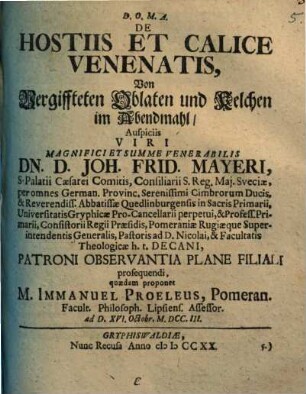 5.
D. O. M. A.
DE
HOSTIIS ET CALICE
VENENATIS,
Von
Vergiffteten Oblaten und Kelchen
im Abendmahl/
Auspiciis
VIRI
MAGNIFICI ET SUMME VENERABILIS
DN. D. JOH. FRID. MAYERI,
S. Palatii Cæsarei Comitis, Consiliarii S. Reg. Maj. Sveciæ,
per omnes German. Provinc. Serenissimi Cimbrorum Ducis,
& Reverendiss. Abbatissæ Quedlinburgensis in Sacris Primarii,
Universitatis Gryphicæ Pro-Cancellarii perpetui, & Profess. Pri-
marii, Consistorii Regii Præsidis, Pomeraniæ Rugiæque Super-
intendentis Generalis, Pastoris ad D. Nicolai, & Facultatis
Theologicæ h. t. DECANI,
PATRONI OBSERVANTIA PLANE FILIALI
prosequendi,
quædam proponet
M. IMMANUEL PROELEUS, Pomeran.
Facult. Philosoph. Lipsiens. Assessor.
ad D. XVI. Octobr. M. DCC. III.
GRYPHISWALDIÆ,
Nunc Recusa Anno cIɔ Iɔ CCXX.